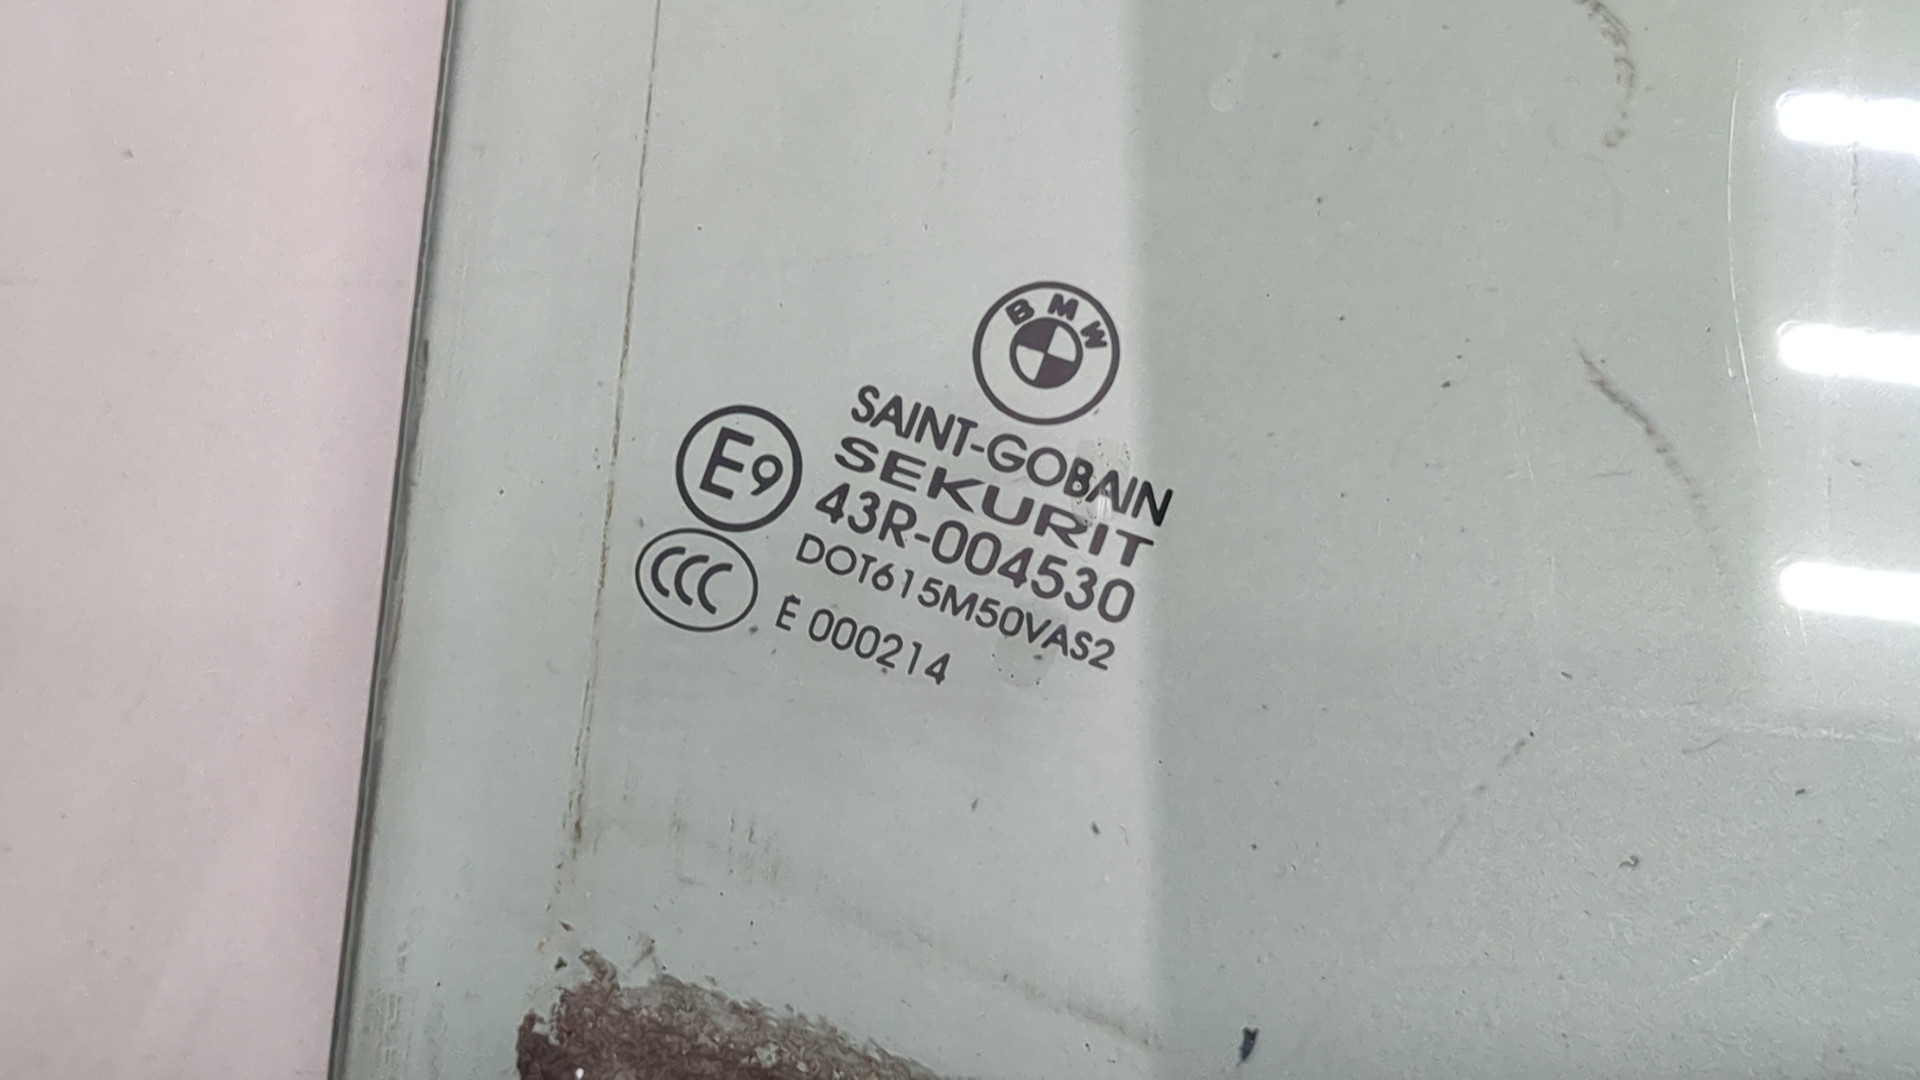 BMW
SAINT-GOBAIN
SEKURIT
E9
43R-004530
DOT615M50VAS2
CCC
E 000214